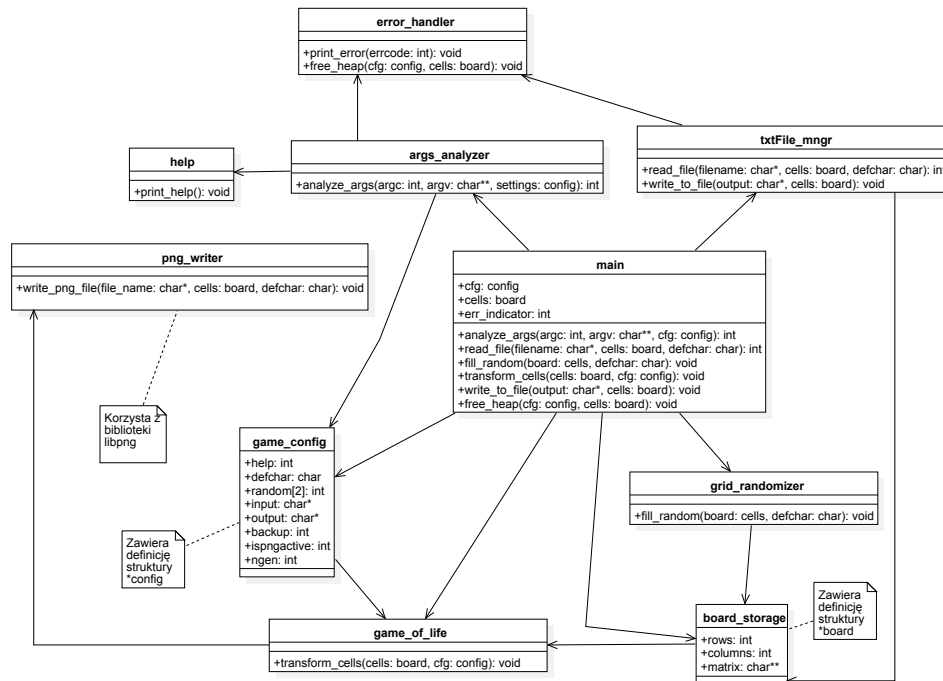 error_handler
+print_error(errcode: int): void
+free_heap(cfg: config, cells: board): void
txtFile_mngr
+read_file(filename: char*, cells: board, defchar: char): int
+write_to_file(output: char*, cells: board): void
args_analyzer
+analyze_args(argc: int, argv: char**, settings: config): int
help
+print_help(): void
png_writer
+write_png_file(file_name: char*, cells: board, defchar: char): void
main
+cfg: config
+cells: board
+err_indicator: int
+analyze_args(argc: int, argv: char**, cfg: config): int
+read_file(filename: char*, cells: board, defchar: char): int
+fill_random(board: cells, defchar: char): void
+transform_cells(cells: board, cfg: config): void
+write_to_file(output: char*, cells: board): void
+free_heap(cfg: config, cells: board): void
Korzysta z
biblioteki
libpng
game_config
+help: int
+defchar: char
+random[2]: int
+input: char*
+output: char*
+backup: int
+ispngactive: int
+ngen: int
grid_randomizer
+fill_random(board: cells, defchar: char): void
Zawiera
definicję
struktury
*config
Zawiera
definicję
struktury
*board
board_storage
+rows: int
+columns: int
+matrix: char**
game_of_life
+transform_cells(cells: board, cfg: config): void